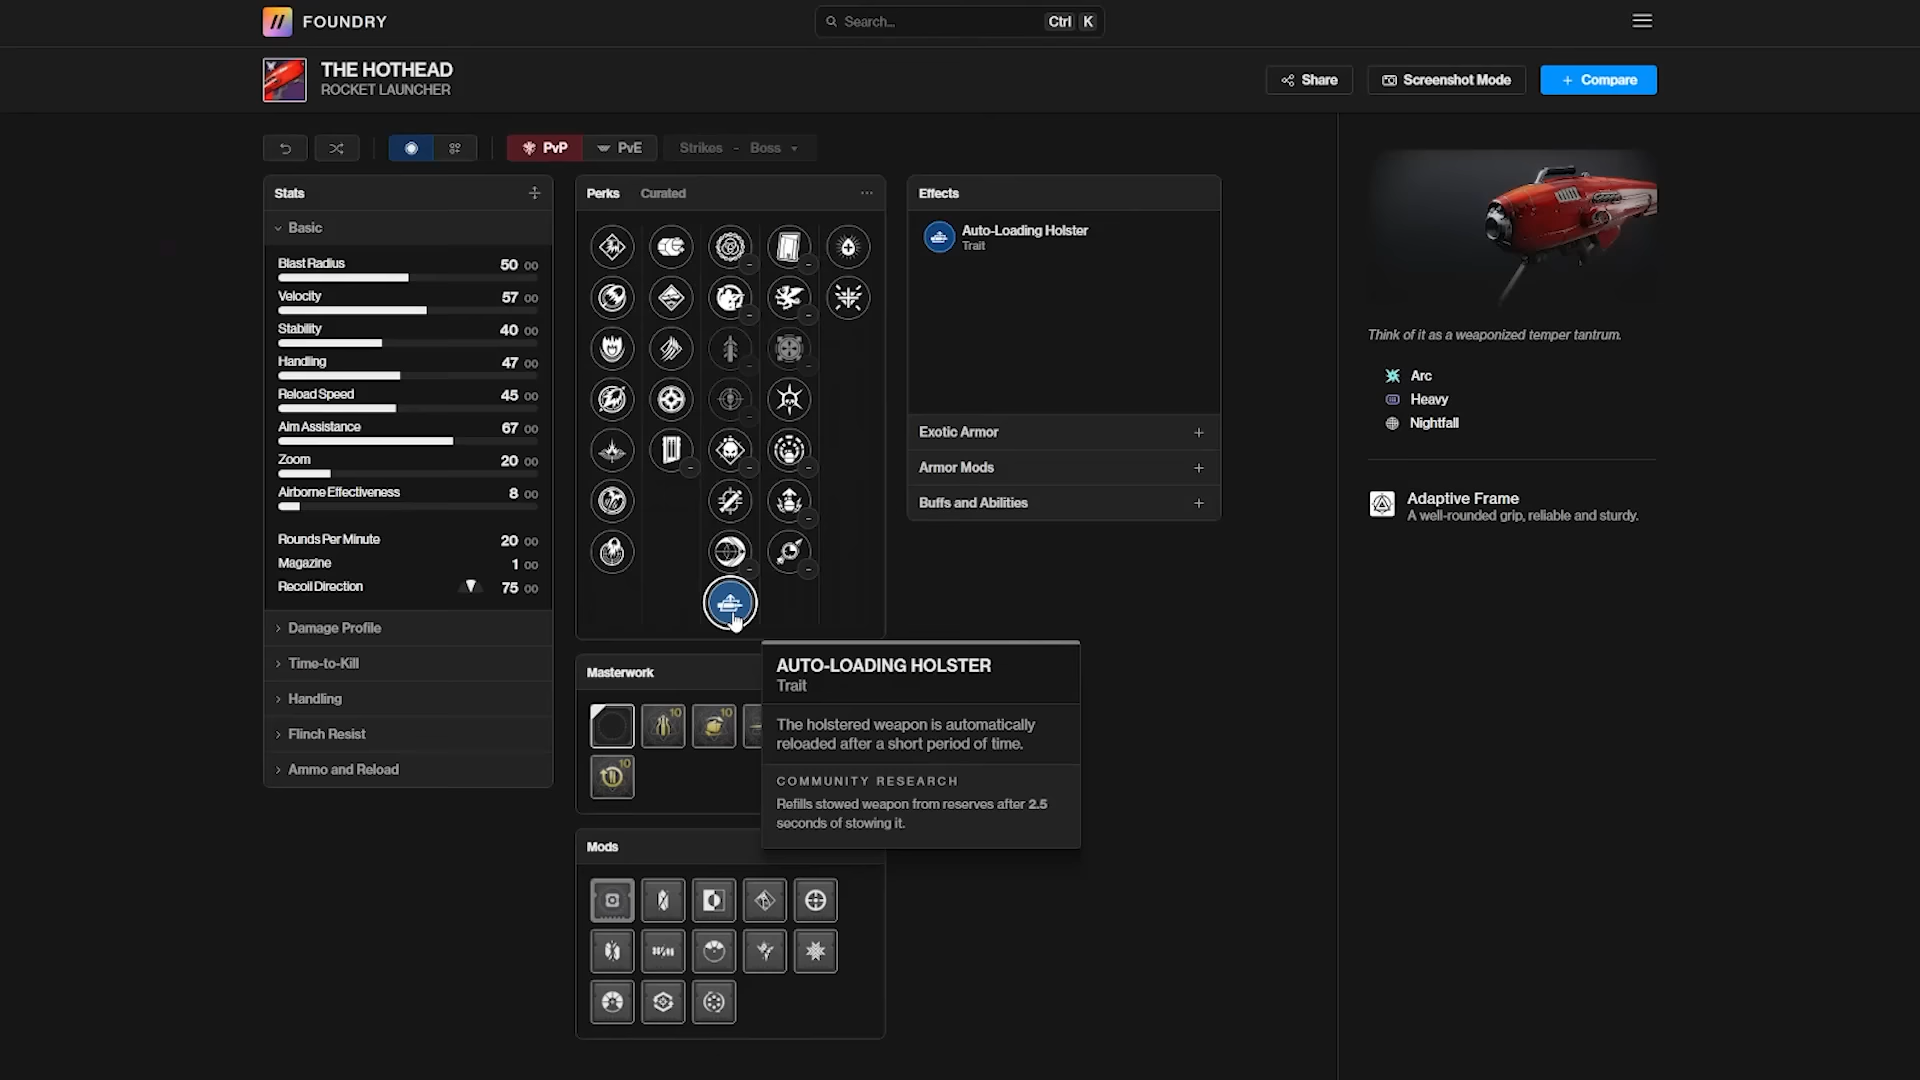 FOUNDRY
Search...
Ctrl K
THE HOTHEAD
ROCKET LAUNCHER
Share
Screenshot Mode
+ Compare
PvP
PvE
Strikes - Boss
Stats
Basic
Blast Radius 50 00
Velocity 57 00
Stability 40 00
Handling 47 00
Reload Speed 45 00
Aim Assistance 67 00
Zoom 20 00
Airborne Effectiveness 8 00
Rounds Per Minute 20 00
Magazine 1 00
Recoil Direction 75 00
Damage Profile
Time-to-Kill
Handling
Flinch Resist
Ammo and Reload
Perks
Curated
Masterwork
10
10
10
Mods
AUTO-LOADING HOLSTER
Trait
The holstered weapon is automatically
reloaded after a short period of time.
COMMUNITY RESEARCH
Refills stowed weapon from reserves after 2.5
seconds of stowing it.
Effects
Auto-Loading Holster
Trait
Exotic Armor +
Armor Mods +
Buffs and Abilities +
Think of it as a weaponized temper tantrum.
Arc
Heavy
Nightfall
Adaptive Frame
A well-rounded grip, reliable and sturdy.